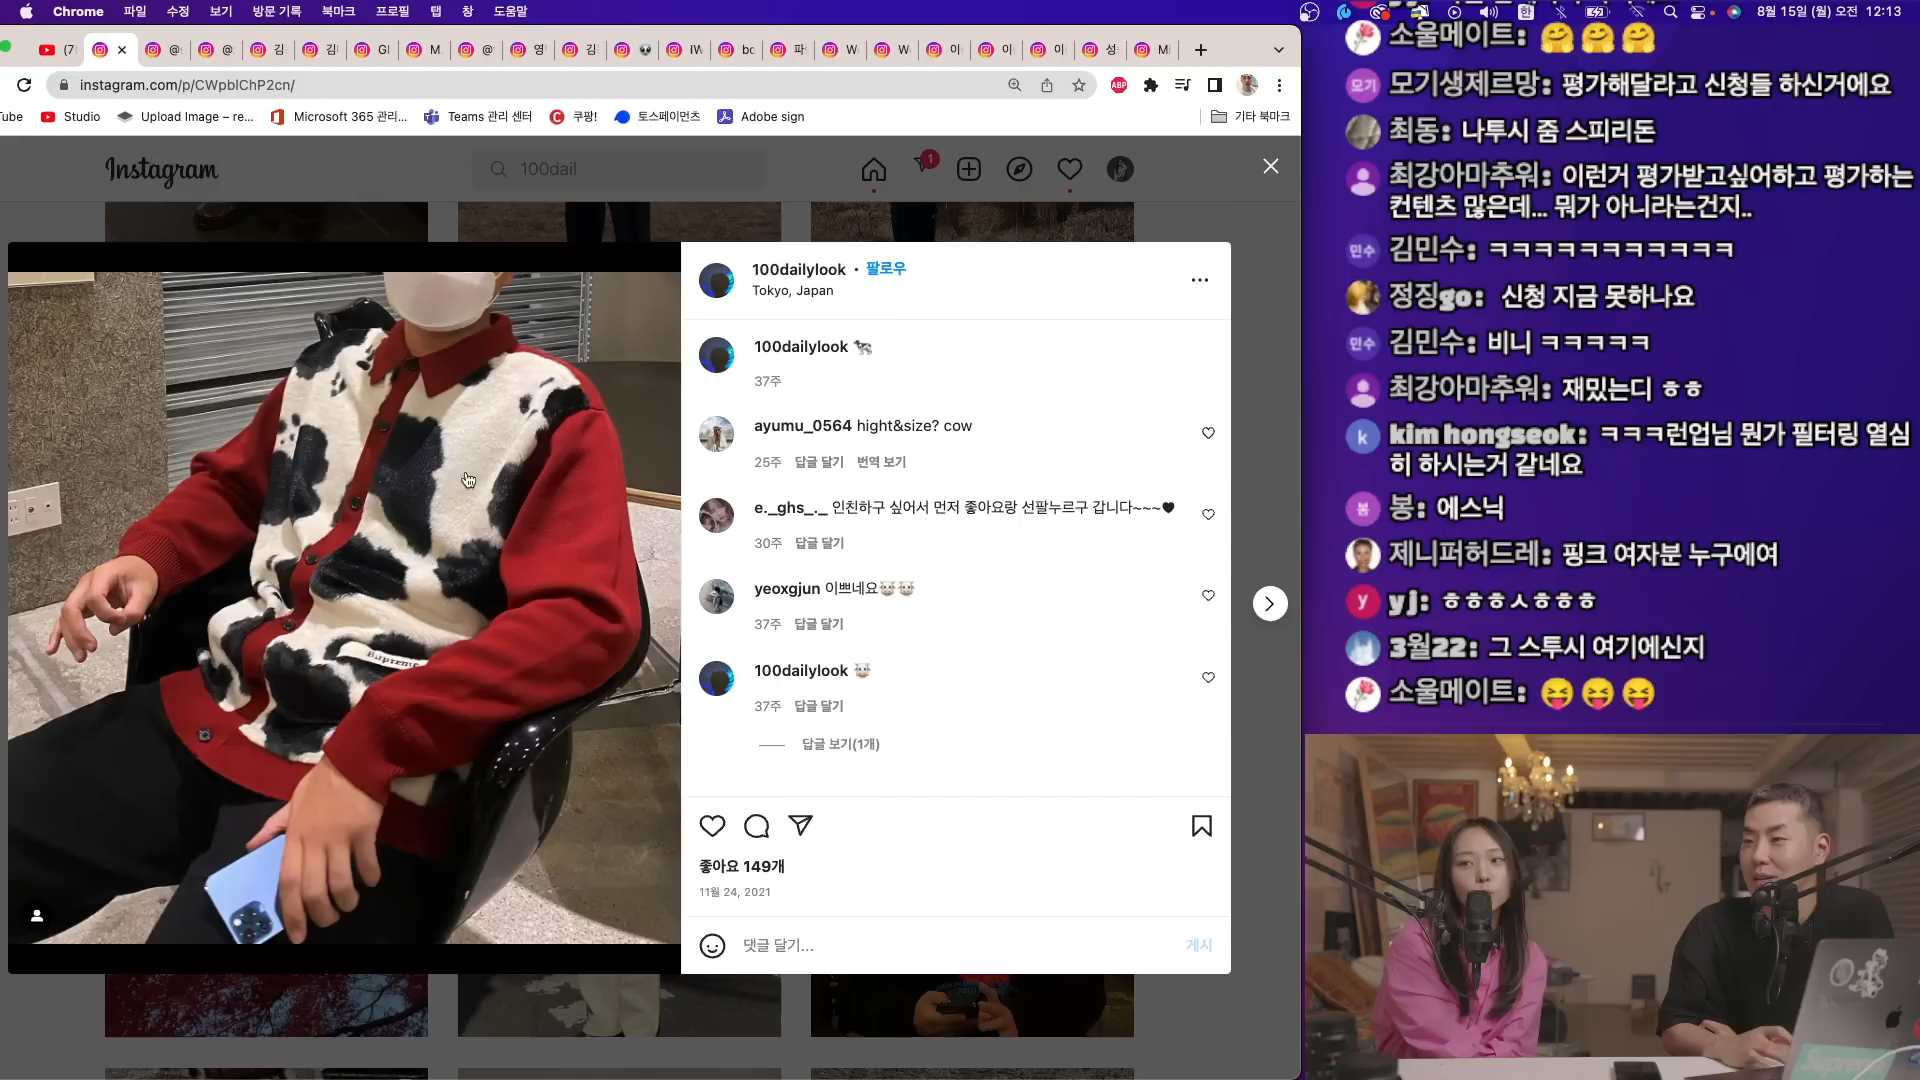 Chrome 파일 수정 보기 방문 기록 북마크 프로필 탭 창 도움말
한 8월 15일 (월) 오전 12:13
instagram.com/p/CWpblChP2cn/
ABP
Studio Upload Image – re... Microsoft 365 관리... Teams 관리 센터 쿠팡! 토스페이먼츠 Adobe sign 기타 북마크
Instagram
100dail
1
100dailylook • 팔로우
Tokyo, Japan
100dailylook 🐄
37주
ayumu_0564 hight&size? cow
25주 답글 달기 번역 보기
e._ghs_._ 인친하구 싶어서 먼저 좋아요랑 선팔누르구 갑니다~~~♥
30주 답글 달기
yeoxgjun 이쁘네요🐮🐮
37주 답글 달기
100dailylook 🐮
37주 답글 달기
답글 보기(1개)
좋아요 149개
11월 24, 2021
댓글 달기...
게시
Supreme
소울메이트: 🤗🤗🤗
모기생제르망: 평가해달라고 신청들 하신거에요
최동: 나투시 줌 스피리돈
최강아마추워: 이런거 평가받고싶어하고 평가하는
컨텐츠 많은데... 뭐가 아니라는건지..
김민수: ㅋㅋㅋㅋㅋㅋㅋㅋㅋㅋㅋ
정징go: 신청 지금 못하나요
김민수: 비니 ㅋㅋㅋㅋㅋ
최강아마추워: 재밌는디 ㅎㅎ
kim hongseok: ㅋㅋㅋ런업님 뭔가 필터링 열심
히 하시는거 같네요
봉: 에스닉
제니퍼허드레: 핑크 여자분 누구에여
yj: ㅎㅎㅎㅅㅎㅎㅎ
3월22: 그 스투시 여기에신지
소울메이트: 😝😝😝
Supreme